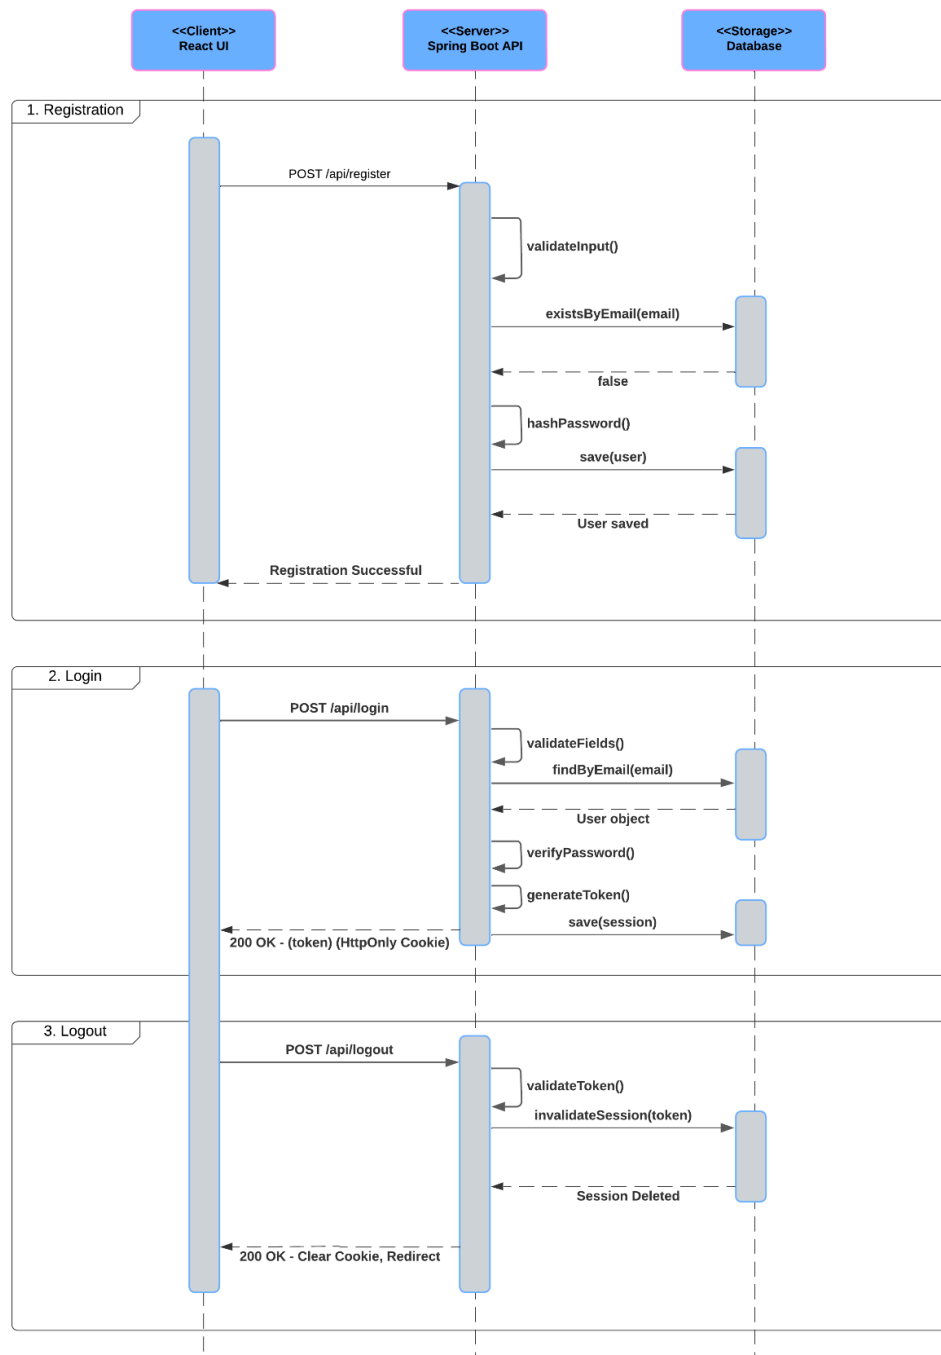 <<Client>>
React UI
<<Server>>
Spring Boot API
<<Storage>>
Database
1. Registration
POST /api/register
validateInput()
existsByEmail(email)
false
hashPassword()
save(user)
User saved
Registration Successful
2. Login
POST /api/login
validateFields()
findByEmail(email)
User object
verifyPassword()
generateToken()
save(session)
200 OK - (token) (HttpOnly Cookie)
3. Logout
POST /api/logout
validateToken()
invalidateSession(token)
Session Deleted
200 OK - Clear Cookie, Redirect